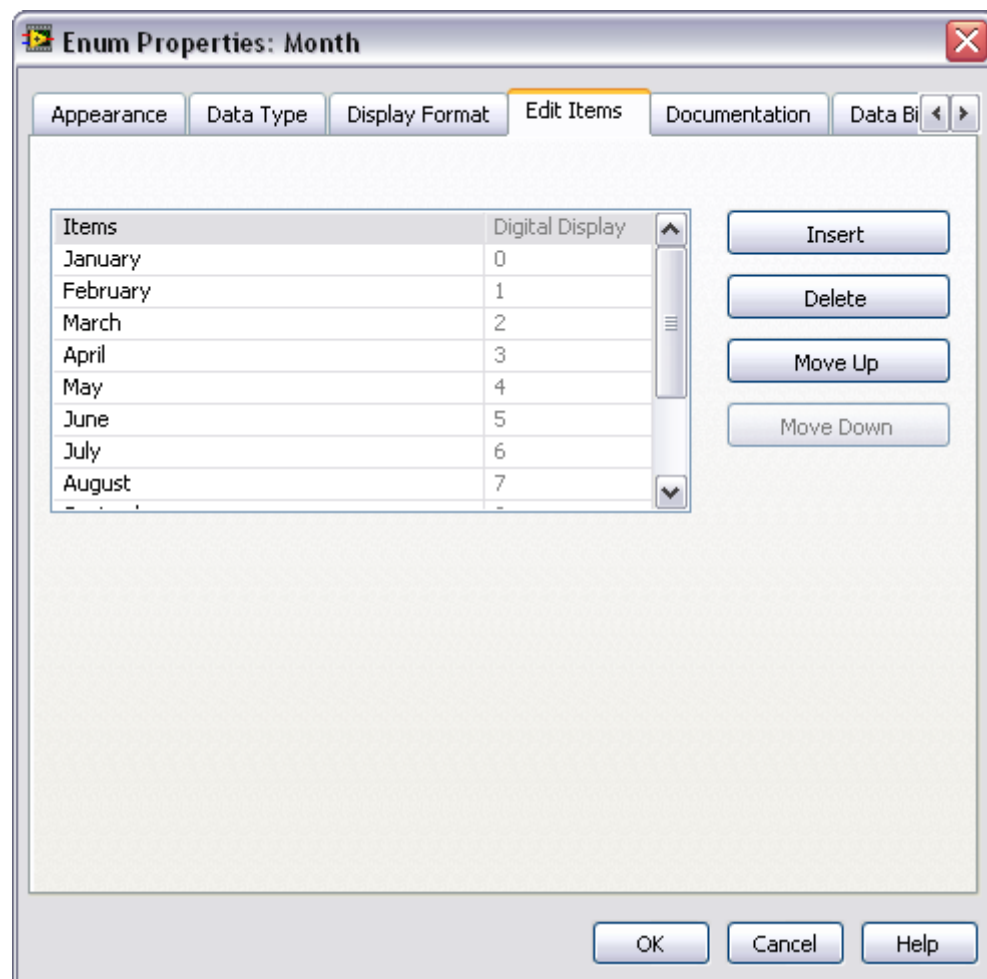 Enum Properties: Month
Appearance Data Type Display Format Edit Items Documentation Data Bi
Items Digital Display
January 0
February 1
March 2
April 3
May 4
June 5
July 6
August 7
Insert
Delete
Move Up
Move Down
OK Cancel Help